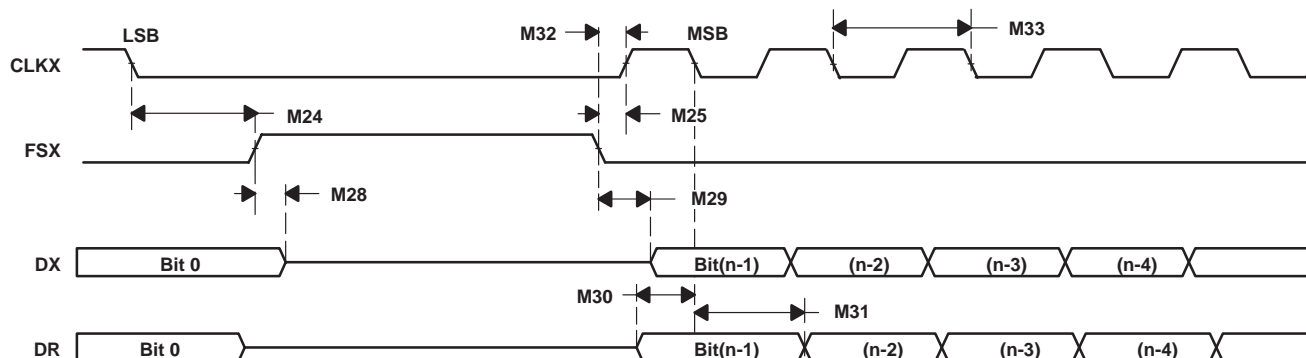 LSB
M32
MSB
M33
CLKX
M24
M25
FSX
M28
M29
DX
Bit 0
Bit(n-1)
(n-2)
(n-3)
(n-4)
M30
M31
DR
Bit 0
Bit(n-1)
(n-2)
(n-3)
(n-4)